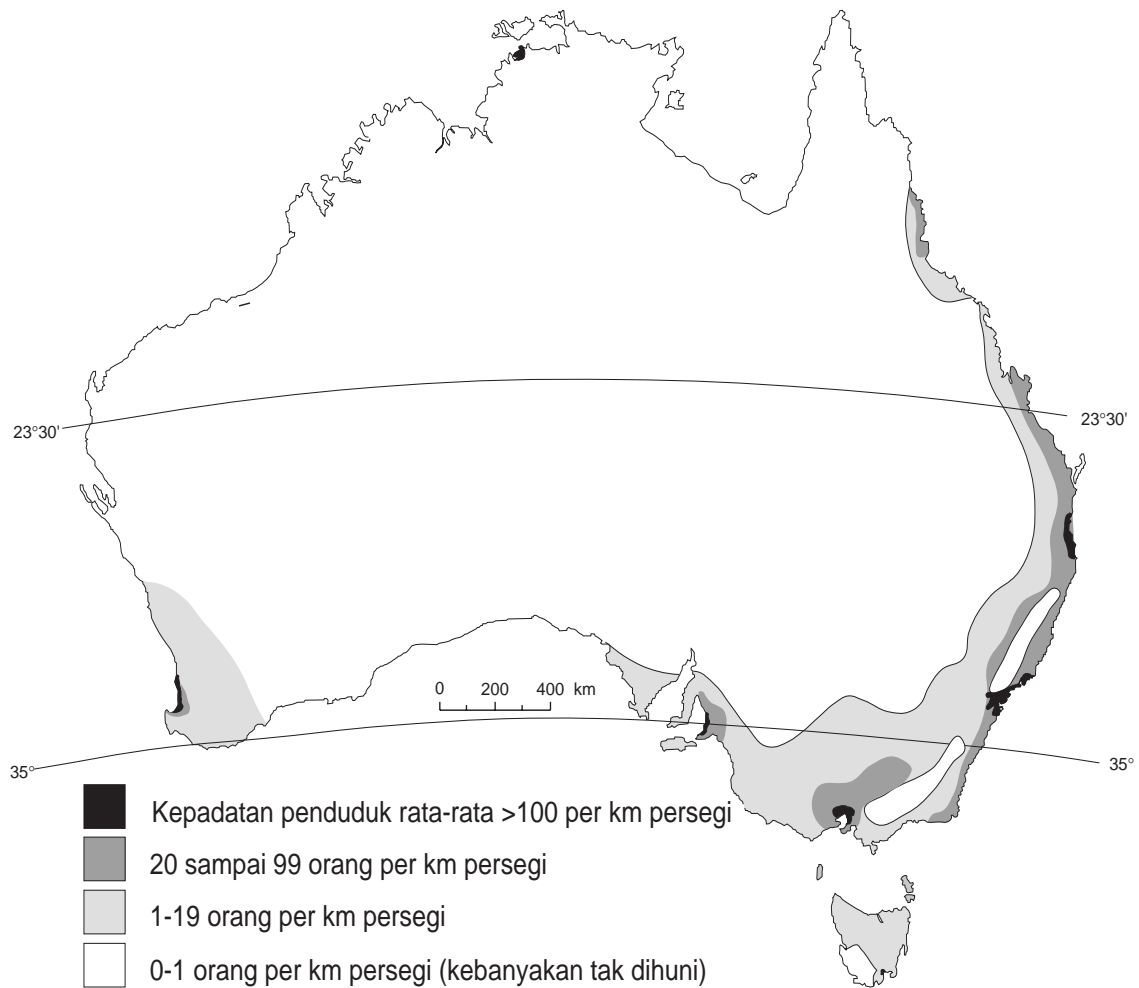 23°30'
23°30'
0 200 400 km
35°
35°
Kepadatan penduduk rata-rata >100 per km persegi
20 sampai 99 orang per km persegi
1-19 orang per km persegi
0-1 orang per km persegi (kebanyakan tak dihuni)